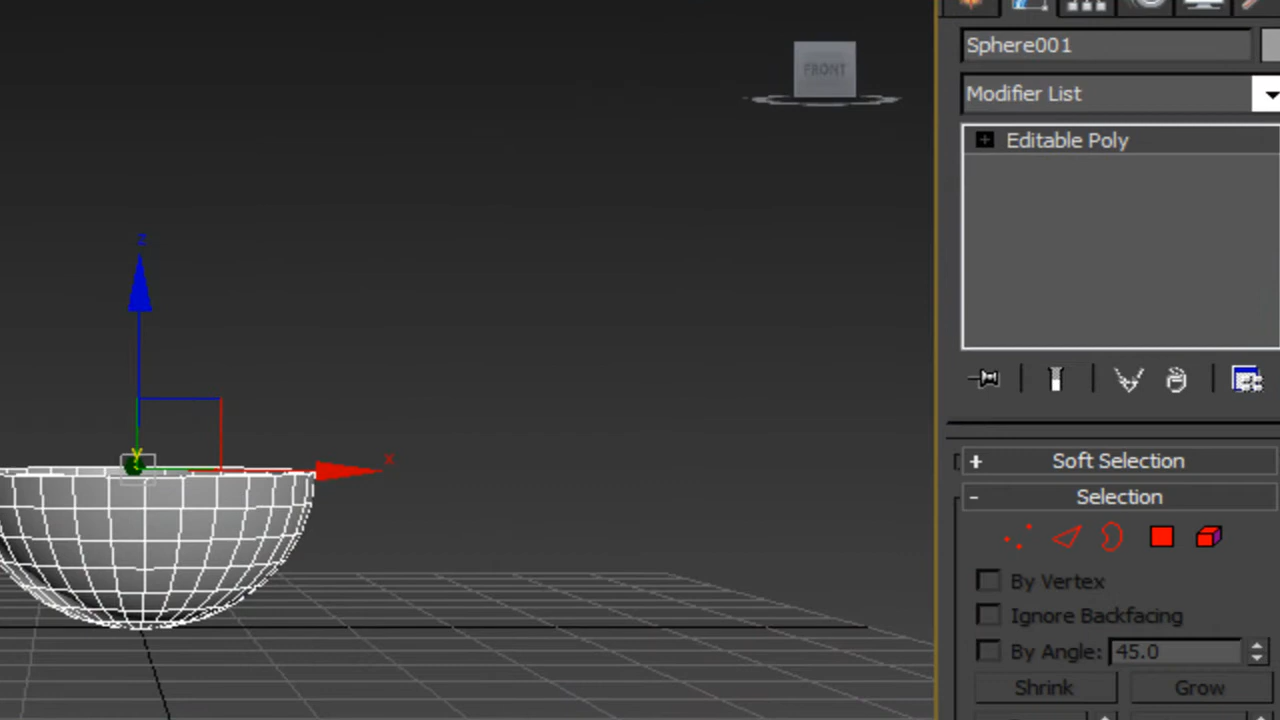 Sphere001
FRONT
Modifier List
Editable Poly
z
y
x
+ Soft Selection
- Selection
By Vertex
Ignore Backfacing
By Angle: 45.0
Shrink Grow